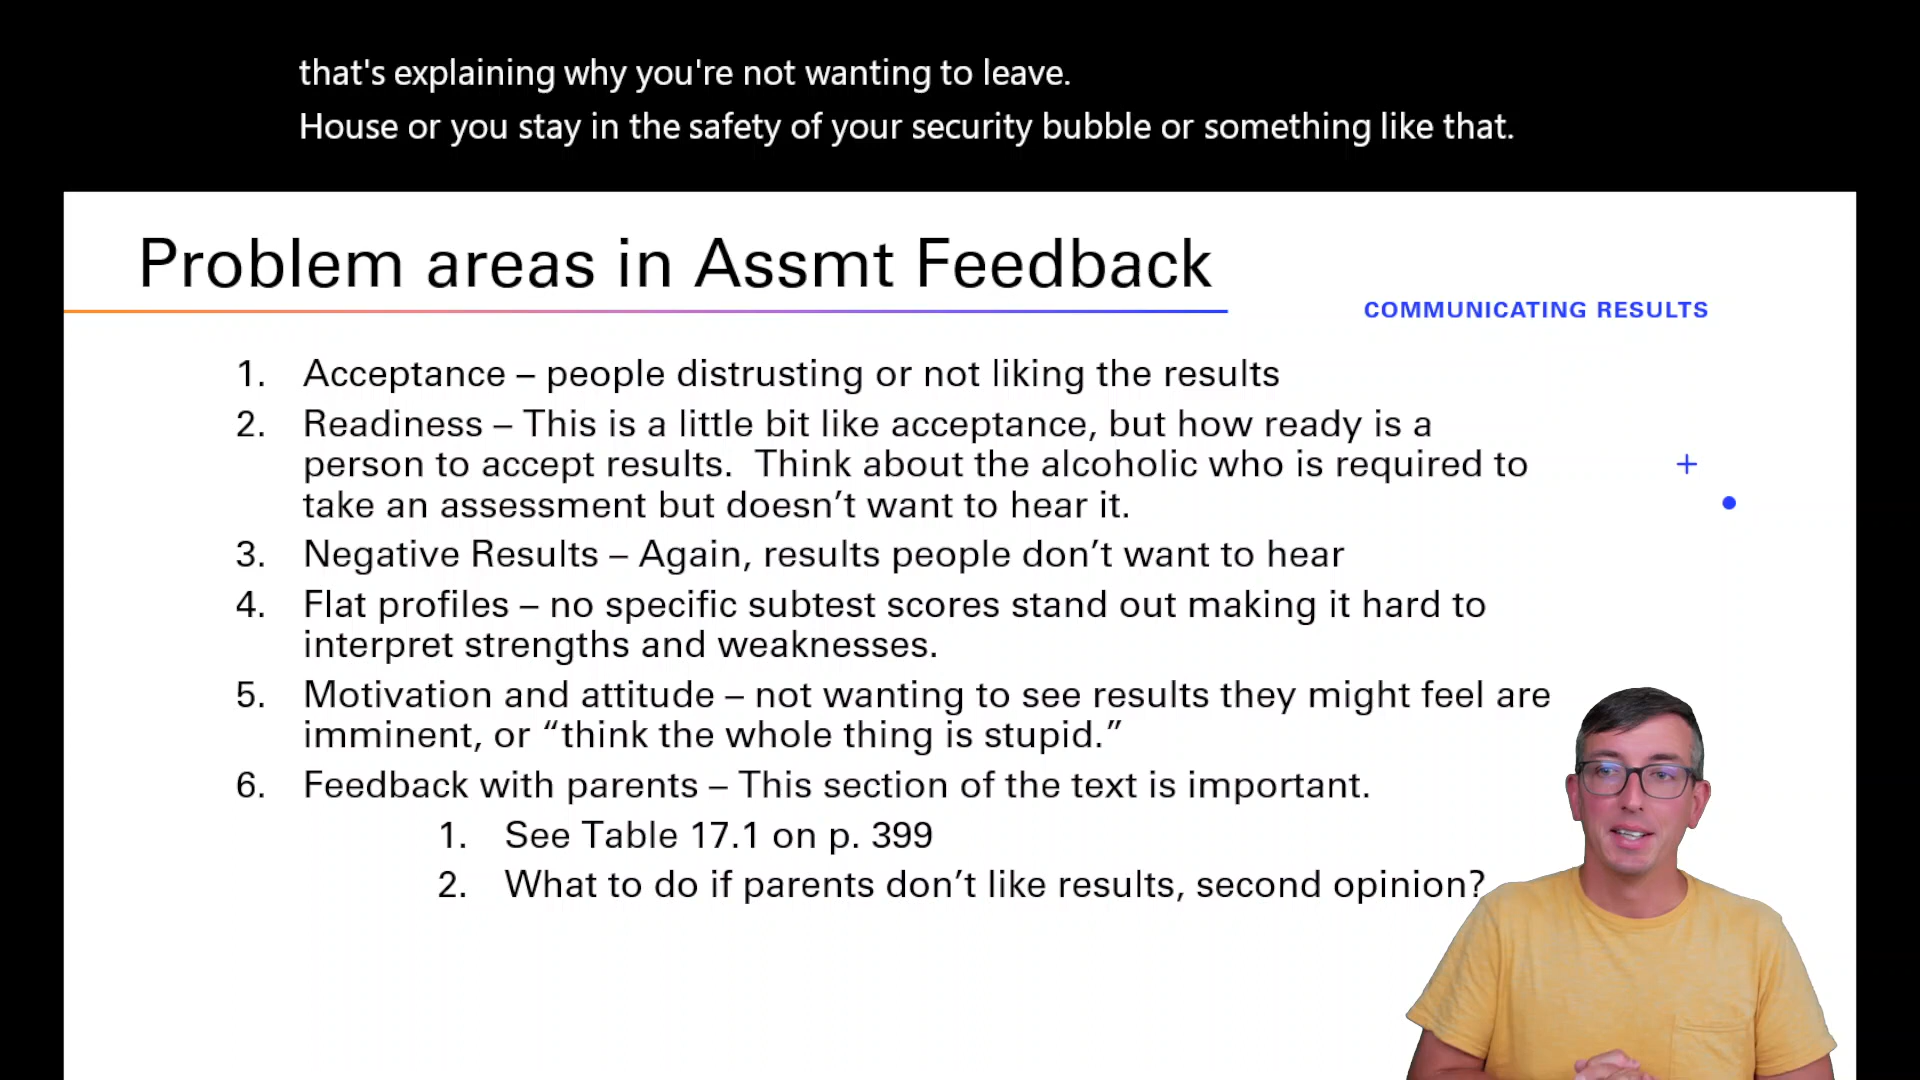 that's explaining why you're not wanting to leave.
House or you stay in the safety of your security bubble or something like that.
Problem areas in Assmt Feedback
COMMUNICATING RESULTS
1. Acceptance – people distrusting or not liking the results
2. Readiness – This is a little bit like acceptance, but how ready is a
person to accept results.  Think about the alcoholic who is required to
take an assessment but doesn’t want to hear it.
3. Negative Results – Again, results people don’t want to hear
4. Flat profiles – no specific subtest scores stand out making it hard to
interpret strengths and weaknesses.
5. Motivation and attitude – not wanting to see results they might feel are
imminent, or “think the whole thing is stupid.”
6. Feedback with parents – This section of the text is important.
1. See Table 17.1 on p. 399
2. What to do if parents don’t like results, second opinion?